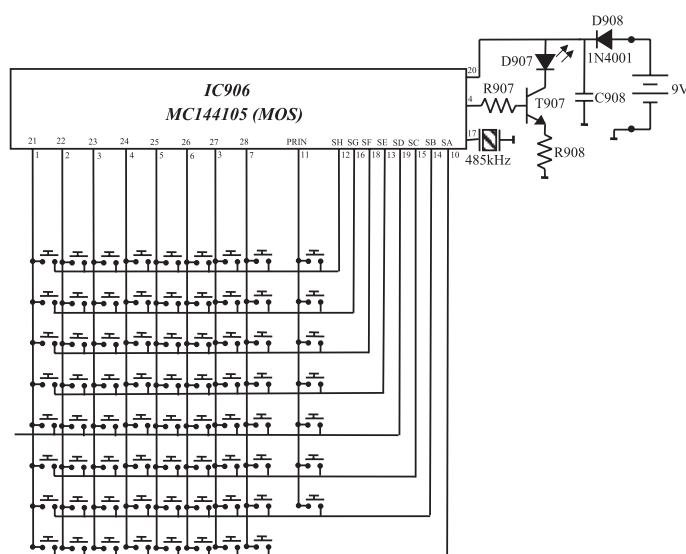 D908
D907
1N4001
IC906
MC144105 (MOS)
20
4
R907
T907
C908
9V
17
485kHz
R908
21 22 23 24 25 26 27 28 PRIN SH SG SF SE SD SC SB SA
1 2 3 4 5 6 3 7 11 12 16 18 13 19 15 14 10